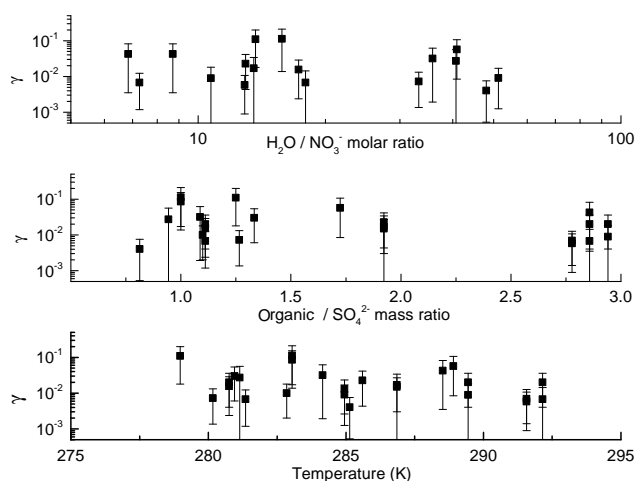 10⁻¹
10⁻²
10⁻³
γ
10 100
H₂O / NO₃⁻ molar ratio
10⁻¹
10⁻²
10⁻³
γ
1.0 1.5 2.0 2.5 3.0
Organic / SO₄²⁻ mass ratio
10⁻¹
10⁻²
10⁻³
γ
275 280 285 290 295
Temperature (K)